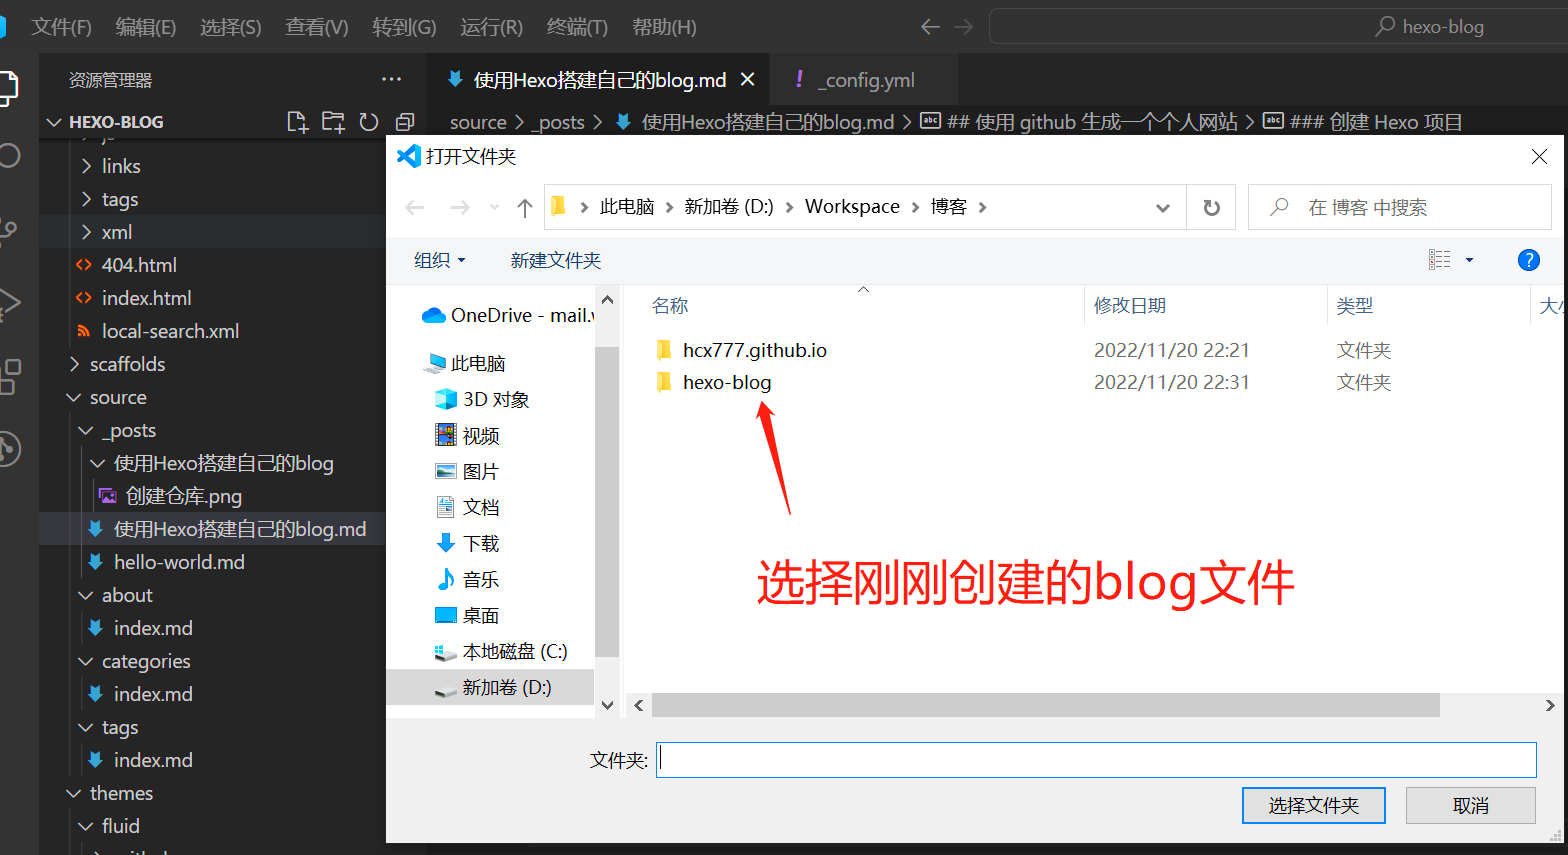 文件(F) 编辑(E) 选择(S) 查看(V) 转到(G) 运行(R) 终端(T) 帮助(H) hexo-blog
资源管理器 ··· 使用Hexo搭建自己的blog.md ! _config.yml
HEXO-BLOG
source > _posts > 使用Hexo搭建自己的blog.md > ## 使用 github 生成一个个人网站 > ### 创建 Hexo 项目
links
tags
xml
404.html
index.html
local-search.xml
scaffolds
source
_posts
使用Hexo搭建自己的blog
创建仓库.png
使用Hexo搭建自己的blog.md
hello-world.md
about
index.md
categories
index.md
tags
index.md
themes
fluid
打开文件夹
此电脑 > 新加卷 (D:) > Workspace > 博客 >
在 博客 中搜索
组织 新建文件夹
OneDrive - mail.
此电脑
3D 对象
视频
图片
文档
下载
音乐
桌面
本地磁盘 (C:)
新加卷 (D:)
名称 修改日期 类型 大
hcx777.github.io 2022/11/20 22:21 文件夹
hexo-blog 2022/11/20 22:31 文件夹
选择刚刚创建的blog文件
文件夹:
选择文件夹 取消